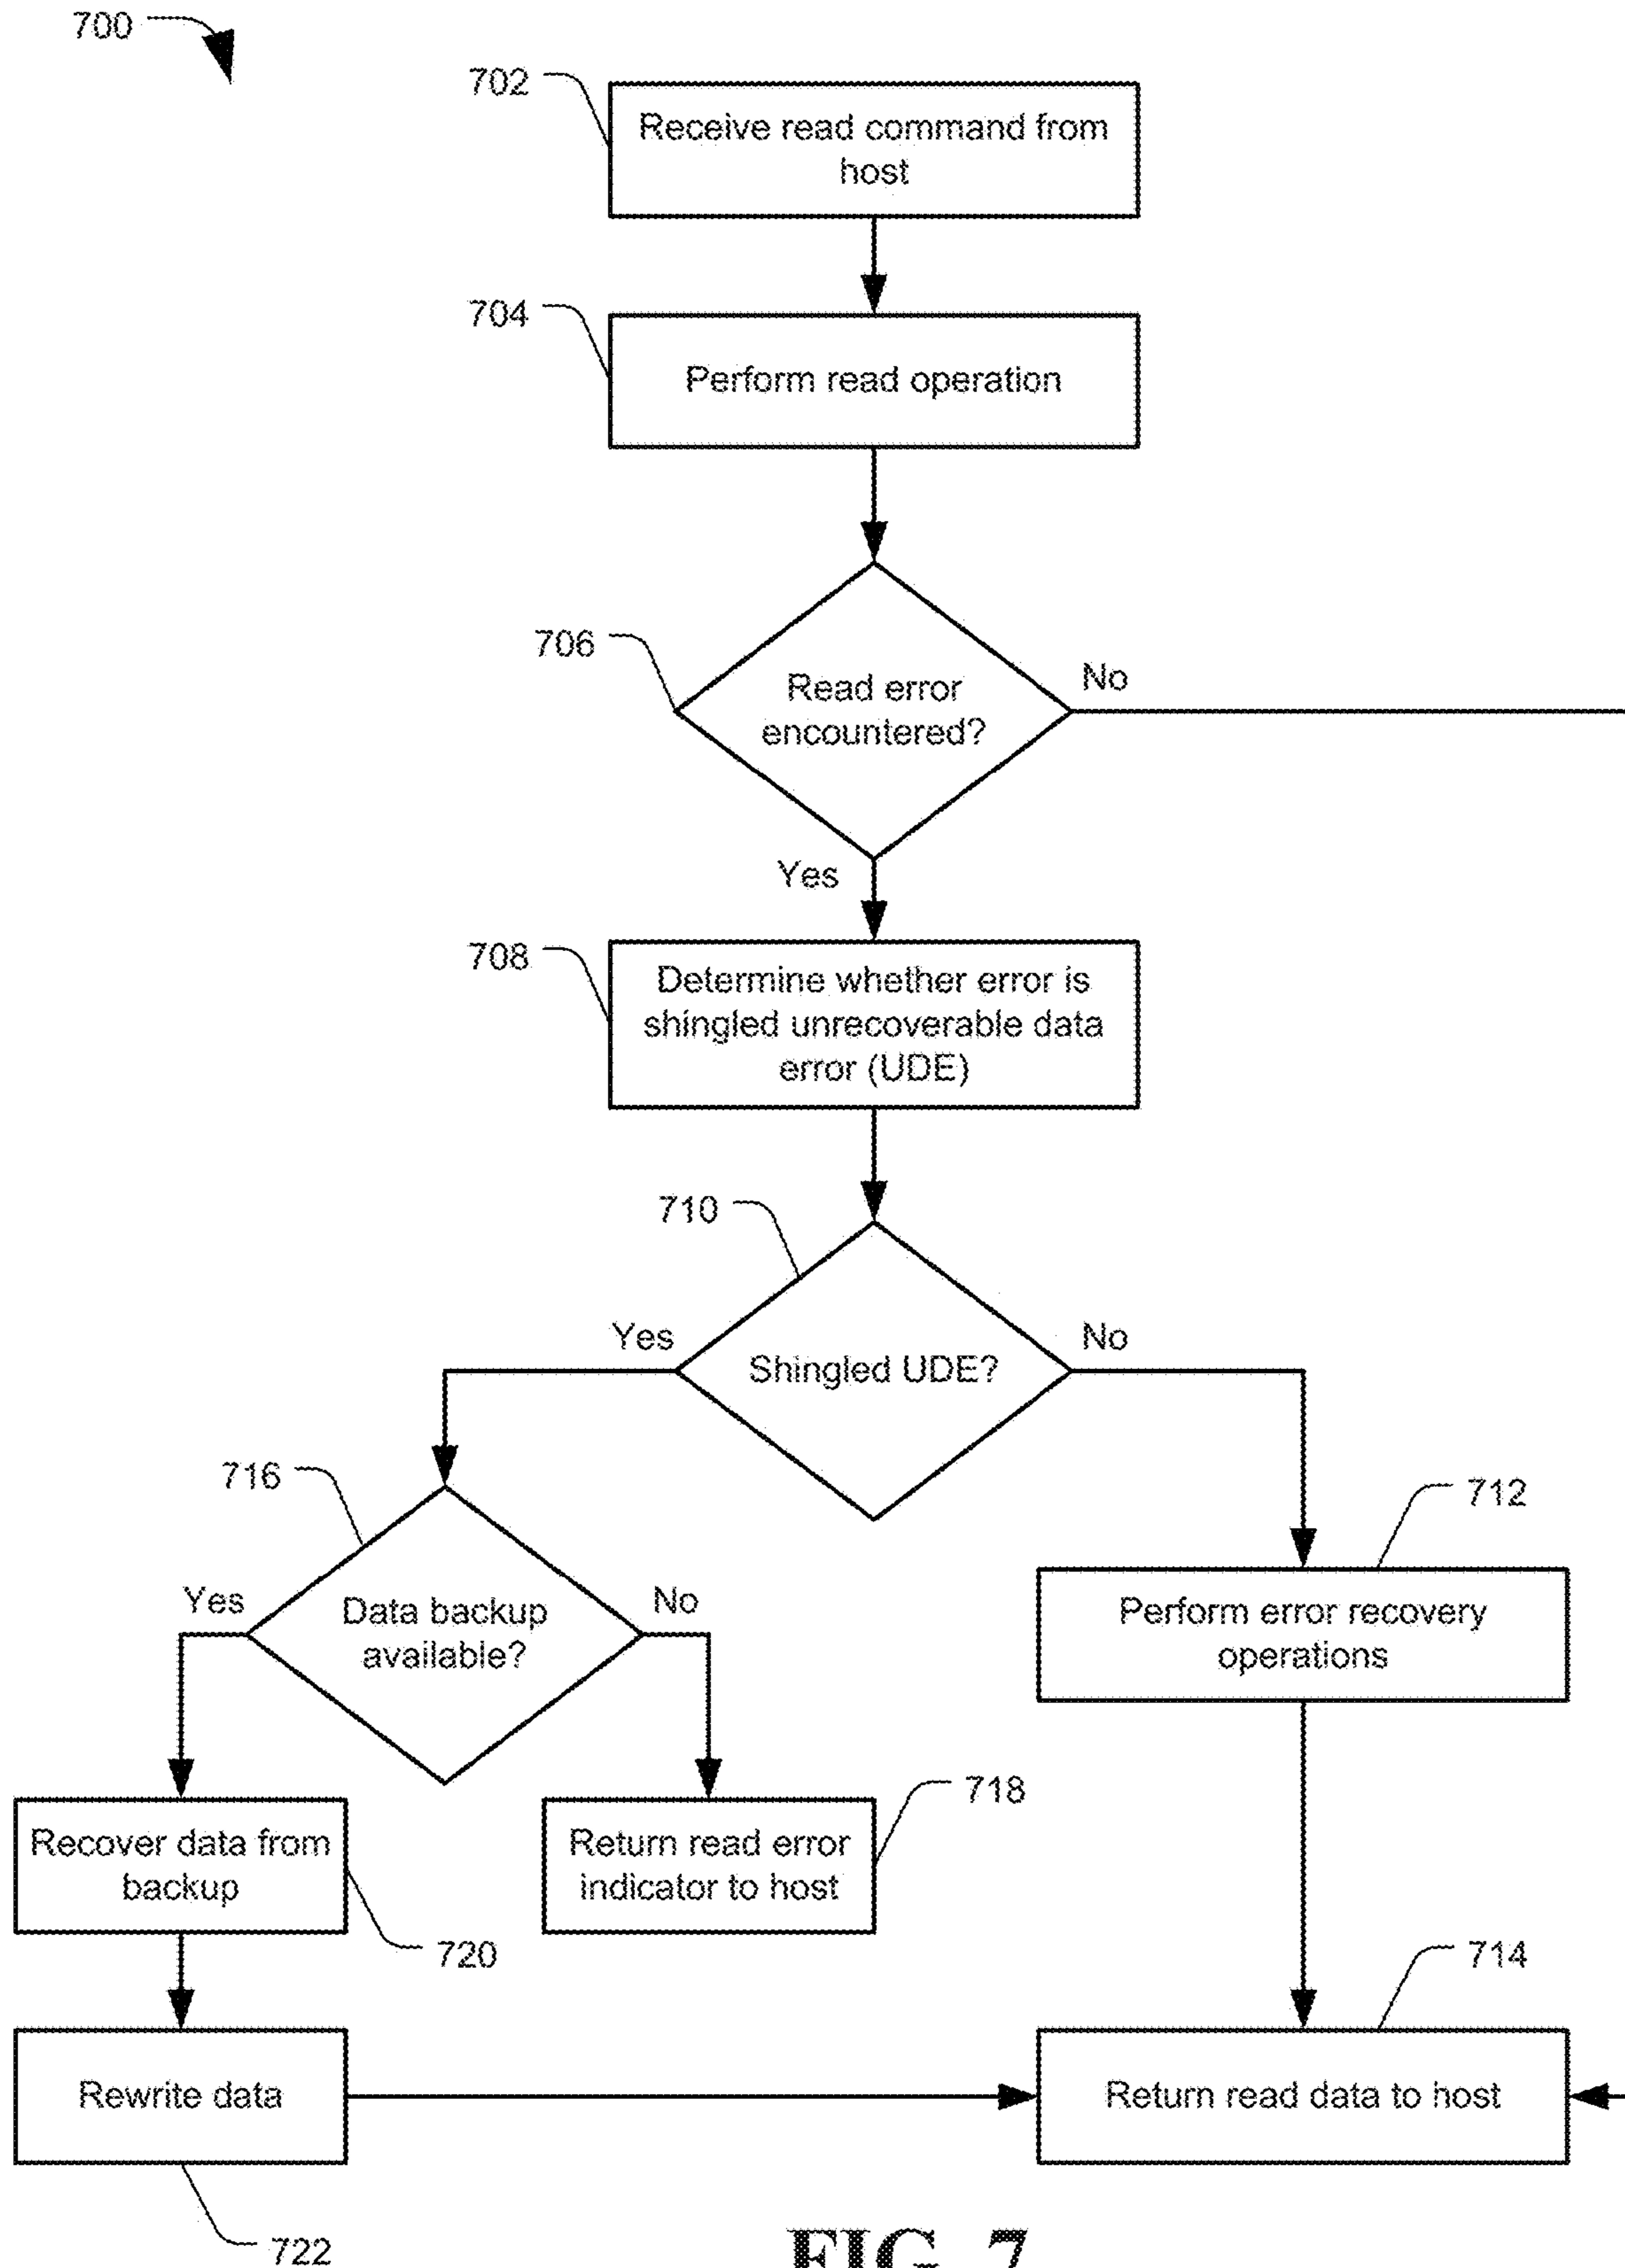 700
702
Receive read command from
host
704
Perform read operation
706
Read error
encountered?
No
Yes
708
Determine whether error is
shingled unrecoverable data
error (UDE)
710
Yes
Shingled UDE?
No
716
712
Yes
Data backup
available?
No
Perform error recovery
operations
718
Recover data from
backup
Return read error
indicator to host
720
714
Rewrite data
Return read data to host
722
FIG. 7